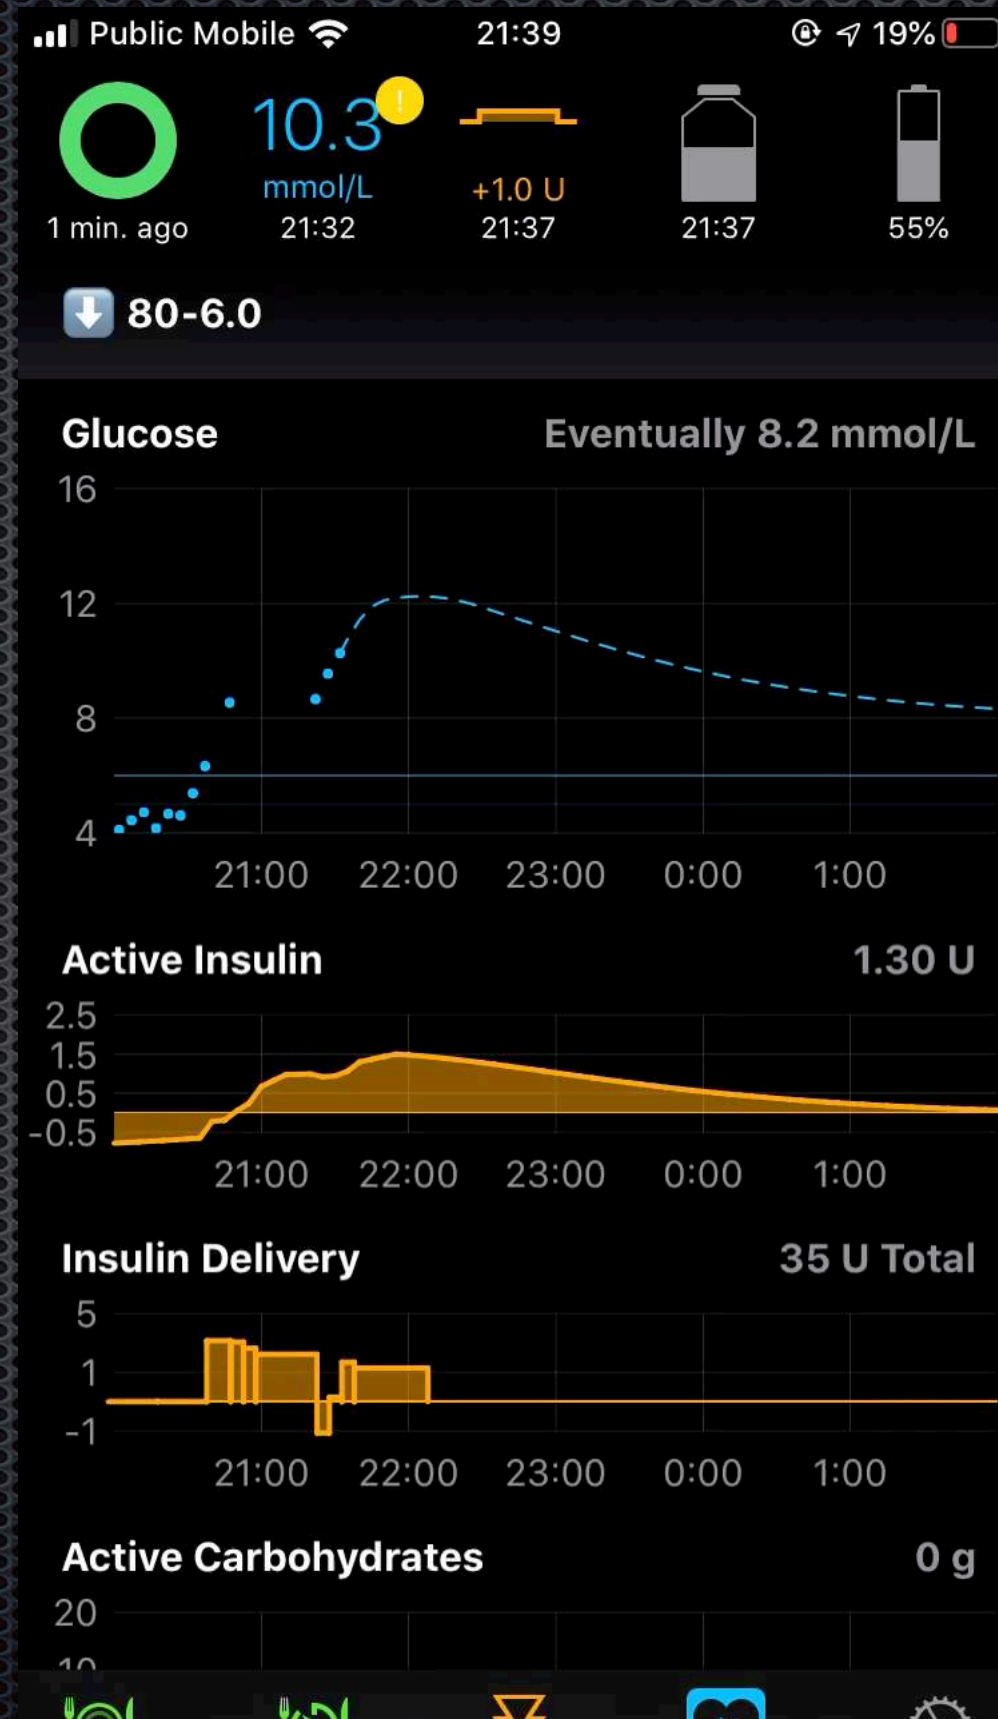 Public Mobile 21:39 19%
10.3 !
mmol/L +1.0 U
1 min. ago 21:32 21:37 21:37 55%
80-6.0
Glucose Eventually 8.2 mmol/L
16
12
8
4
21:00 22:00 23:00 0:00 1:00
Active Insulin 1.30 U
2.5
1.5
0.5
-0.5
21:00 22:00 23:00 0:00 1:00
Insulin Delivery 35 U Total
5
1
-1
21:00 22:00 23:00 0:00 1:00
Active Carbohydrates 0 g
20
10